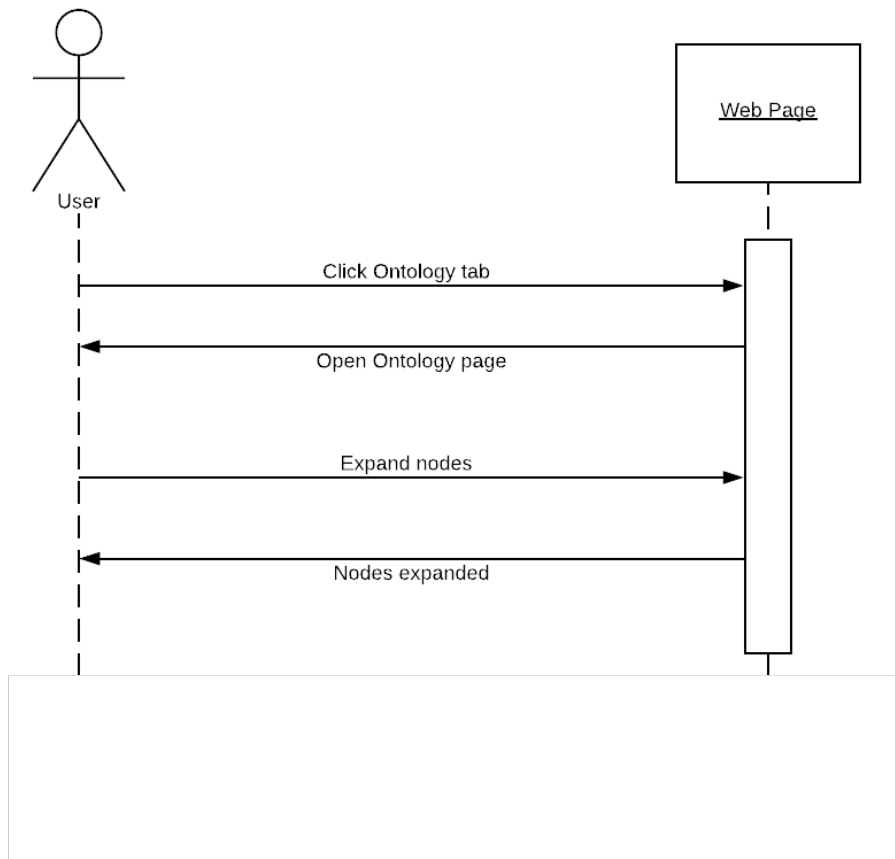 Web Page
User
Click Ontology tab
Open Ontology page
Expand nodes
Nodes expanded